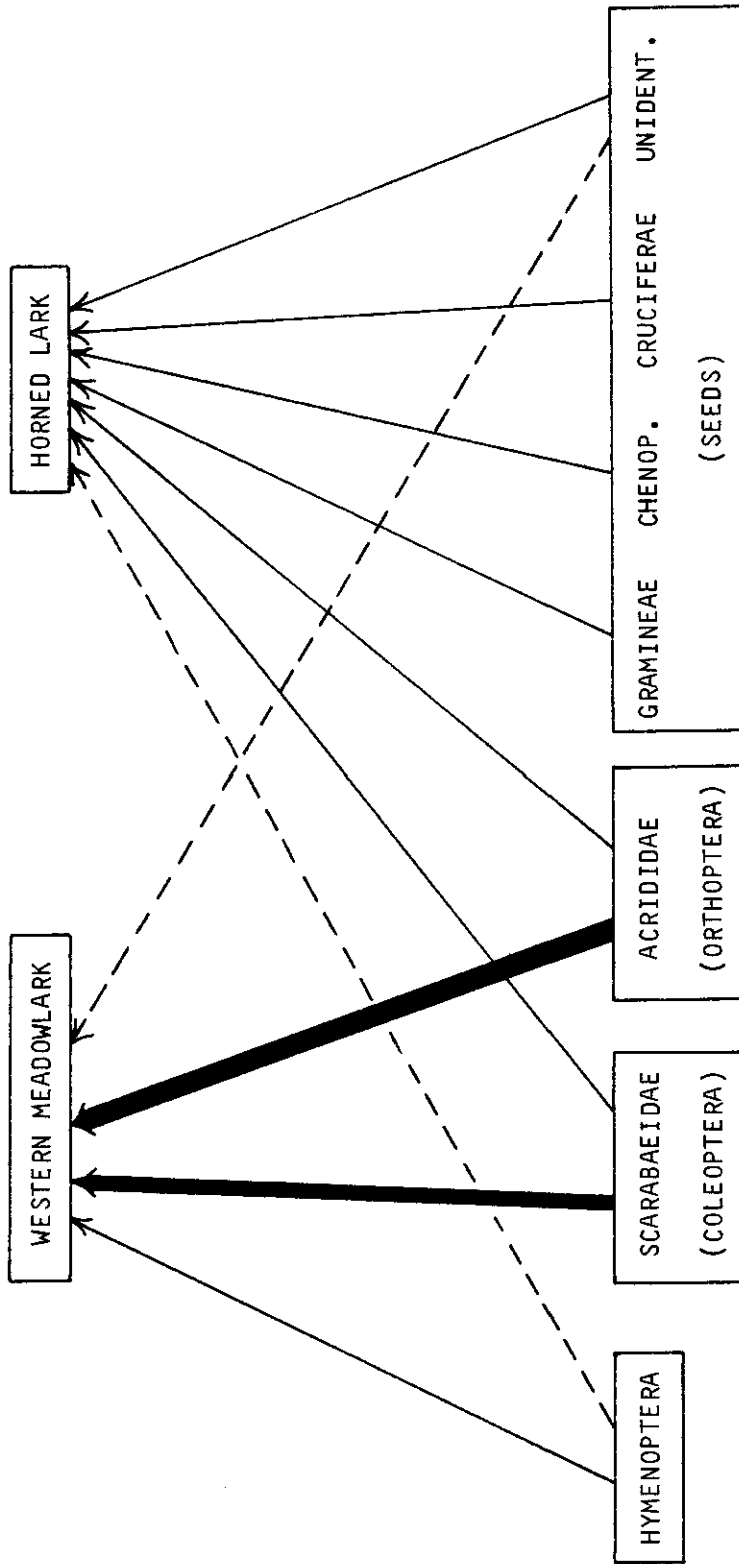 WESTERN MEADOWLARK
HORNED LARK
HYMENOPTERA
SCARABAEIDAE
(COLEOPTERA)
ACRIDIDAE
(ORTHOPTERA)
GRAMINEAE CHENOP. CRUCIFERAE UNIDENT.
(SEEDS)